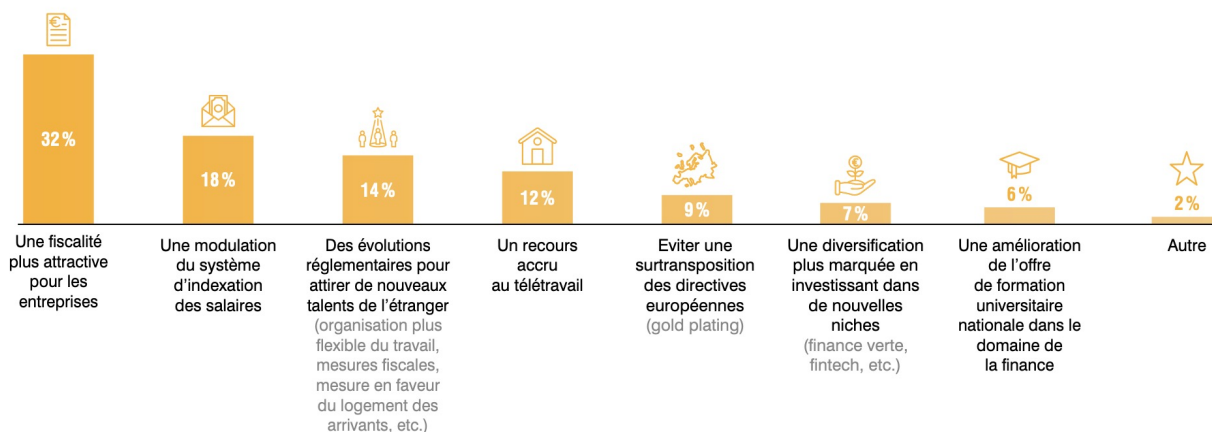 32 %
18 %
14 %
12 %
9 %
7 %
6 %
2 %
Une fiscalité
plus attractive
pour les
entreprises
Une modulation
du système
d’indexation
des salaires
Des évolutions
réglementaires pour
attirer de nouveaux
talents de l’étranger
(organisation plus
flexible du travail,
mesures fiscales,
mesure en faveur
du logement des
arrivants, etc.)
Un recours
accru
au télétravail
Eviter une
surtransposition
des directives
européennes
(gold plating)
Une diversification
plus marquée en
investissant dans
de nouvelles
niches
(finance verte,
fintech, etc.)
Une amélioration
de l’offre
de formation
universitaire
nationale dans le
domaine de
la finance
Autre